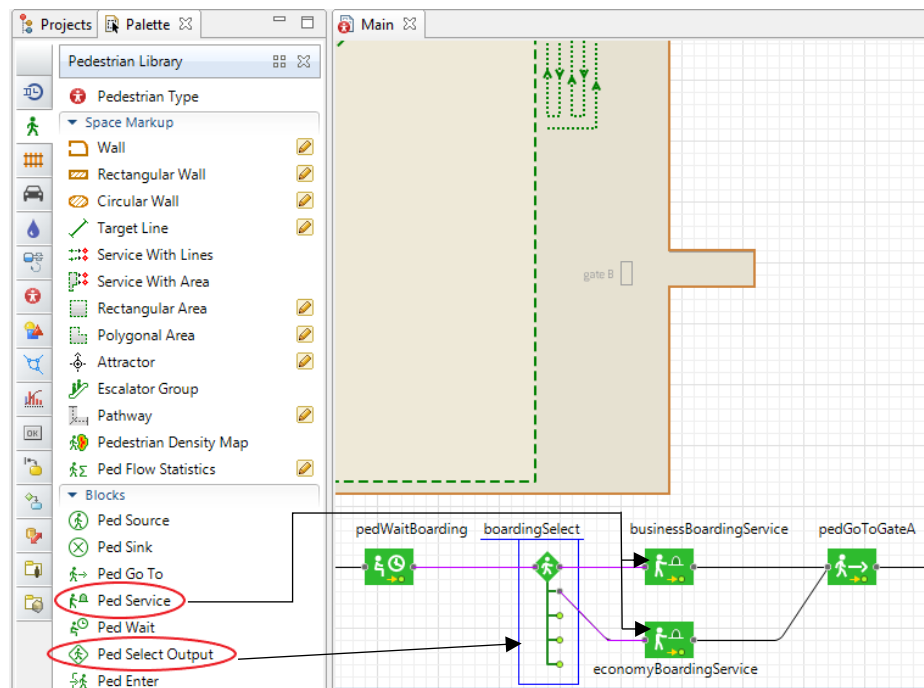 Projects
Palette
Main
Pedestrian Library
Pedestrian Type
Space Markup
Wall
Rectangular Wall
Circular Wall
Target Line
Service With Lines
Service With Area
Rectangular Area
Polygonal Area
Attractor
Escalator Group
Pathway
Pedestrian Density Map
Ped Flow Statistics
Blocks
Ped Source
Ped Sink
Ped Go To
Ped Service
Ped Wait
Ped Select Output
Ped Enter
OK
gate B
pedWaitBoarding
boardingSelect
businessBoardingService
pedGoToGateA
economyBoardingService